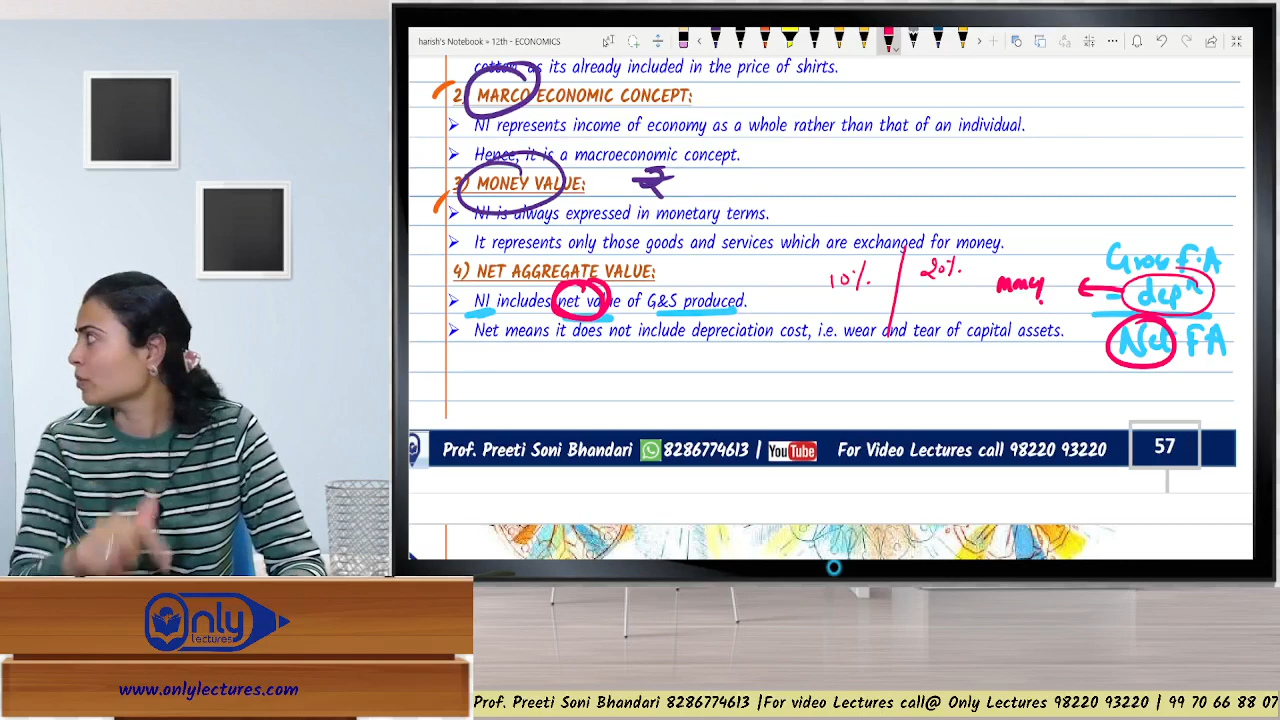 harish's Notebook » 12th - ECONOMICS
cotton as its already included in the price of shirts.
2) MARCO ECONOMIC CONCEPT:
➢ NI represents income of economy as a whole rather than that of an individual.
➢ Hence, it is a macroeconomic concept.
3) MONEY VALUE:
₹
➢ NI is always expressed in monetary terms.
➢ It represents only those goods and services which are exchanged for money.
4) NET AGGREGATE VALUE:
10% 20%
money
Gross F.A
- depn
Net FA
➢ NI includes net value of G&S produced.
➢ Net means it does not include depreciation cost, i.e. wear and tear of capital assets.
Prof. Preeti Soni Bhandari 8286774613 | YouTube For Video Lectures call 98220 93220 57
Only
lectures
www.onlylectures.com
Prof. Preeti Soni Bhandari 8286774613 |For video Lectures call@ Only Lectures 98220 93220 | 99 70 66 88 07